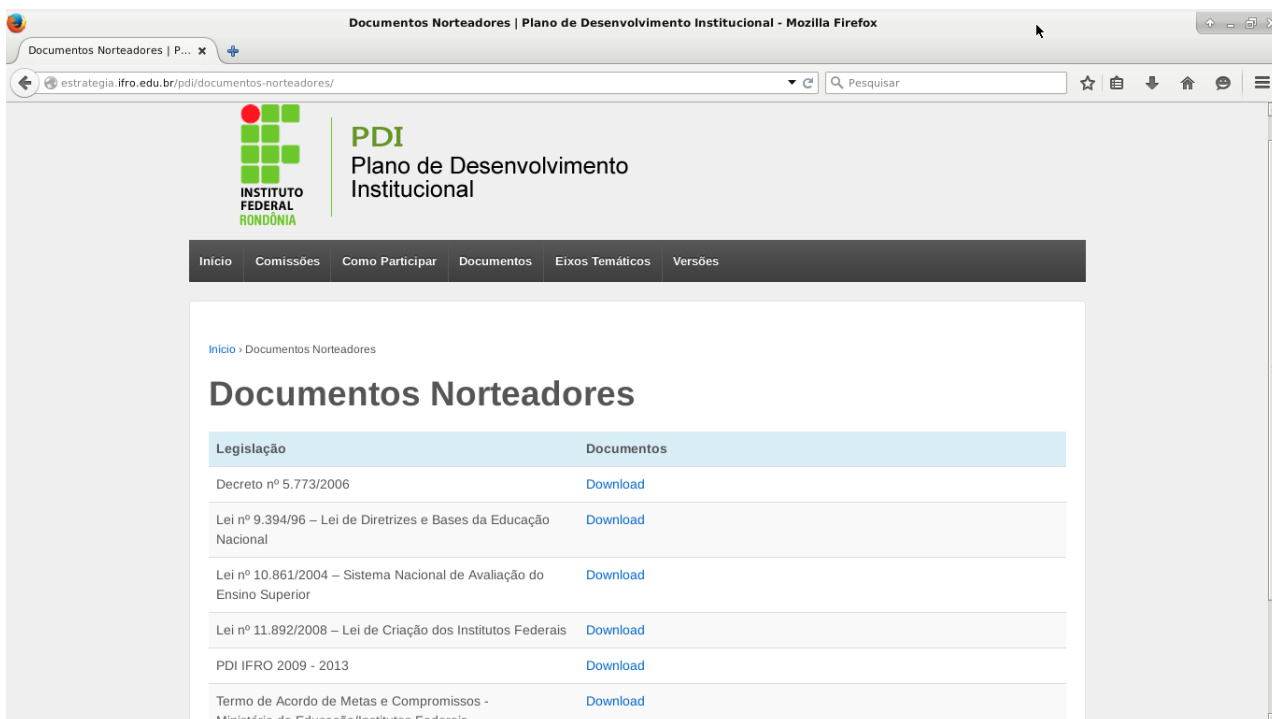 Documentos Norteadores | Plano de Desenvolvimento Institucional - Mozilla Firefox
Documentos Norteadores | P...
estrategia.ifro.edu.br/pdi/documentos-norteadores/
Pesquisar
INSTITUTO
FEDERAL
RONDÔNIA
PDI
Plano de Desenvolvimento
Institucional
Início Comissões Como Participar Documentos Eixos Temáticos Versões
Início › Documentos Norteadores
Documentos Norteadores
Legislação Documentos
Decreto nº 5.773/2006 Download
Lei nº 9.394/96 – Lei de Diretrizes e Bases da Educação Download
Nacional
Lei nº 10.861/2004 – Sistema Nacional de Avaliação do Download
Ensino Superior
Lei nº 11.892/2008 – Lei de Criação dos Institutos Federais Download
PDI IFRO 2009 - 2013 Download
Termo de Acordo de Metas e Compromissos - Download
Ministério da Educação/Institutos Federais